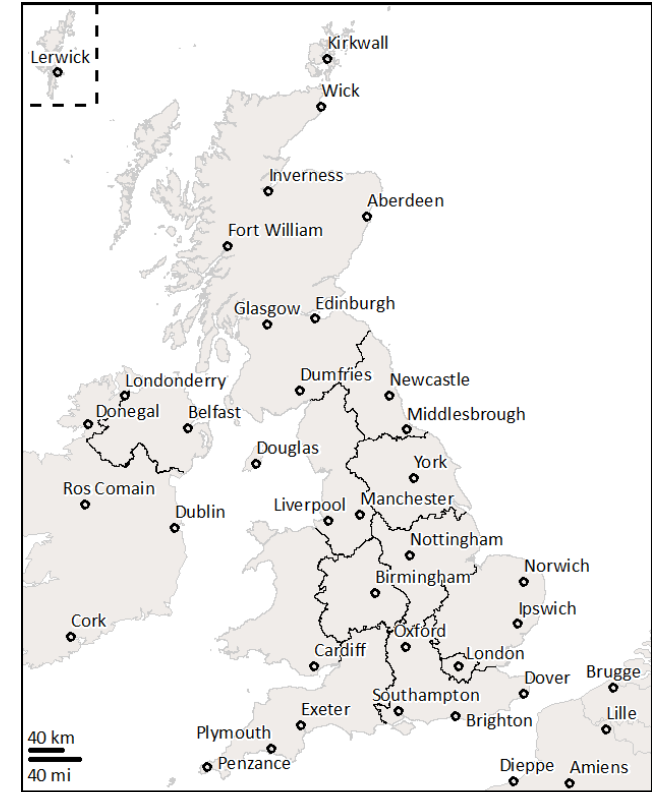 Kirkwall
Lerwick
Wick
Inverness
Aberdeen
Fort William
Glasgow
Edinburgh
Dumfries
Londonderry
Newcastle
Donegal
Belfast
Middlesbrough
Douglas
York
Ros Comain
Manchester
Liverpool
Dublin
Nottingham
Norwich
Birmingham
Ipswich
Cork
Oxford
Cardiff
London
Brugge
Dover
Southampton
Exeter
Lille
Brighton
Plymouth
40 km
Penzance
Dieppe
Amiens
40 mi